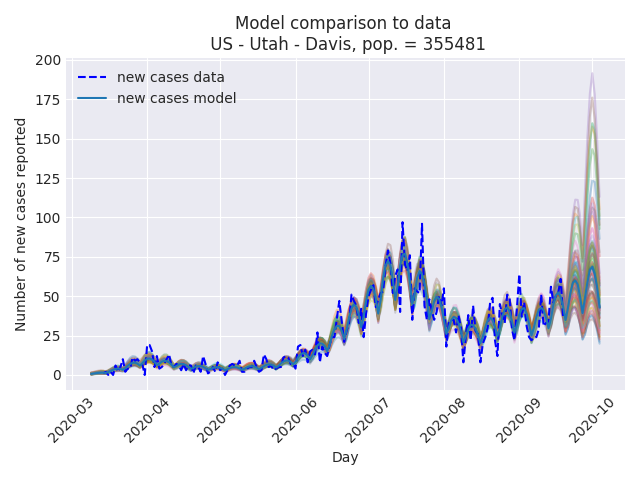 Model comparison to data
US - Utah - Davis, pop. = 355481
new cases data
new cases model
Number of new cases reported
200
175
150
125
100
75
50
25
0
2020-03
2020-04
2020-05
2020-06
2020-07
2020-08
2020-09
2020-10
Day